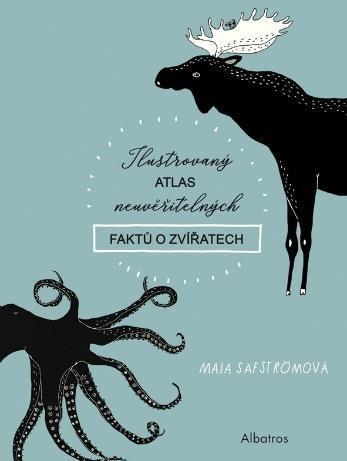 Ilustrovaný
ATLAS
neuvěřitelných
FAKTŮ O ZVÍŘATECH
MAJA SÄFSTRÖMOVÁ
Albatros